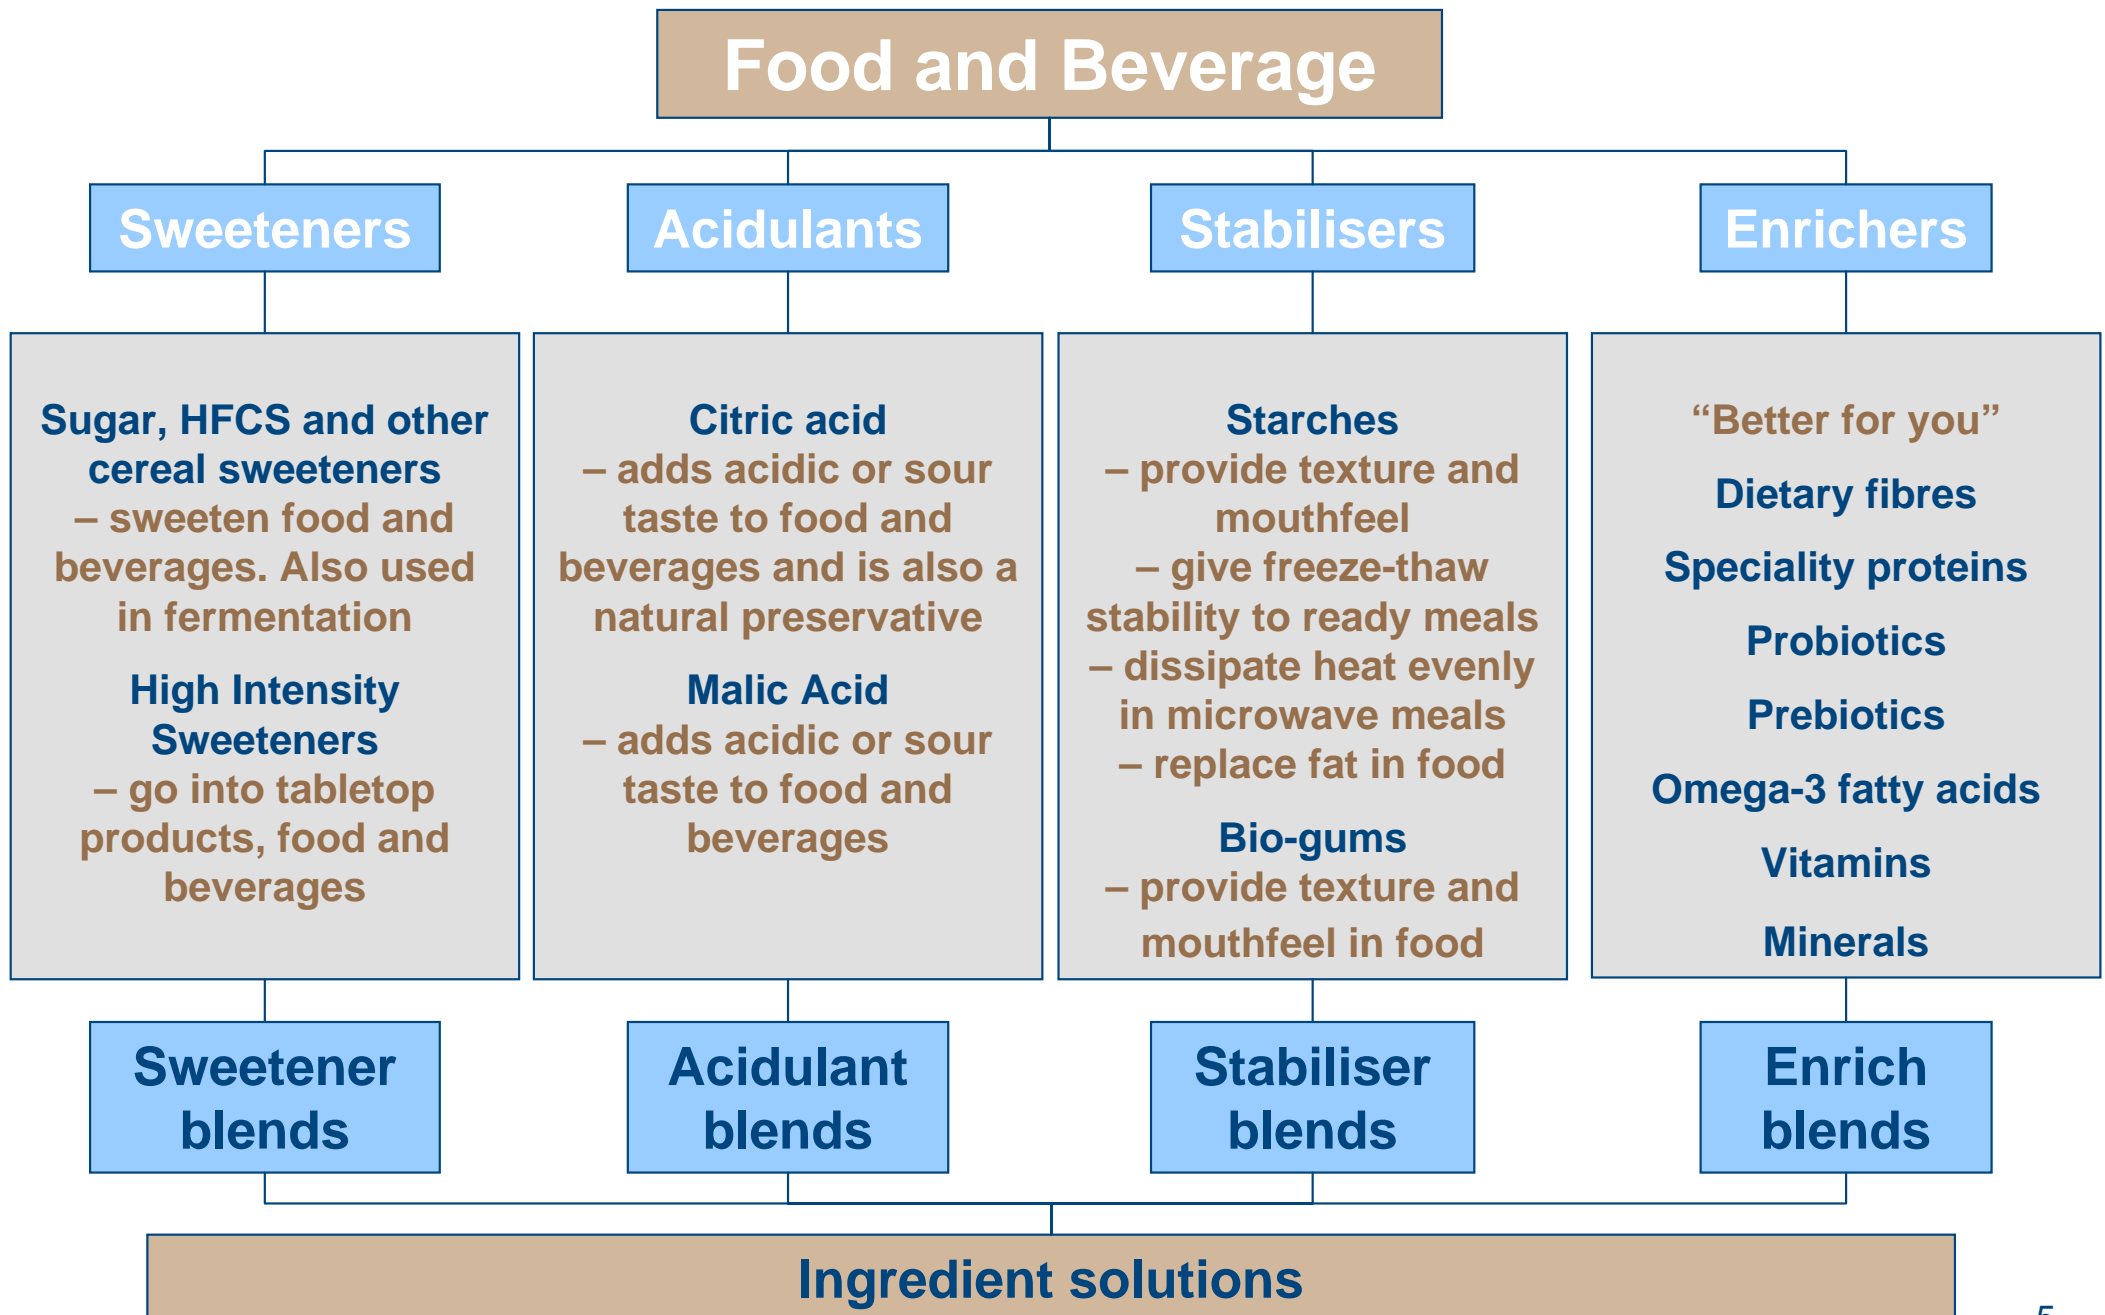 Food and Beverage
Sweeteners
Acidulants
Stabilisers
Enrichers
Sugar, HFCS and other
cereal sweeteners
– sweeten food and
beverages. Also used
in fermentation
High Intensity
Sweeteners
– go into tabletop
products, food and
beverages
Citric acid
– adds acidic or sour
taste to food and
beverages and is also a
natural preservative
Malic Acid
– adds acidic or sour
taste to food and
beverages
Starches
– provide texture and
mouthfeel
– give freeze-thaw
stability to ready meals
– dissipate heat evenly
in microwave meals
– replace fat in food
Bio-gums
– provide texture and
mouthfeel in food
“Better for you”
Dietary fibres
Speciality proteins
Probiotics
Prebiotics
Omega-3 fatty acids
Vitamins
Minerals
Sweetener
blends
Acidulant
blends
Stabiliser
blends
Enrich
blends
Ingredient solutions
5